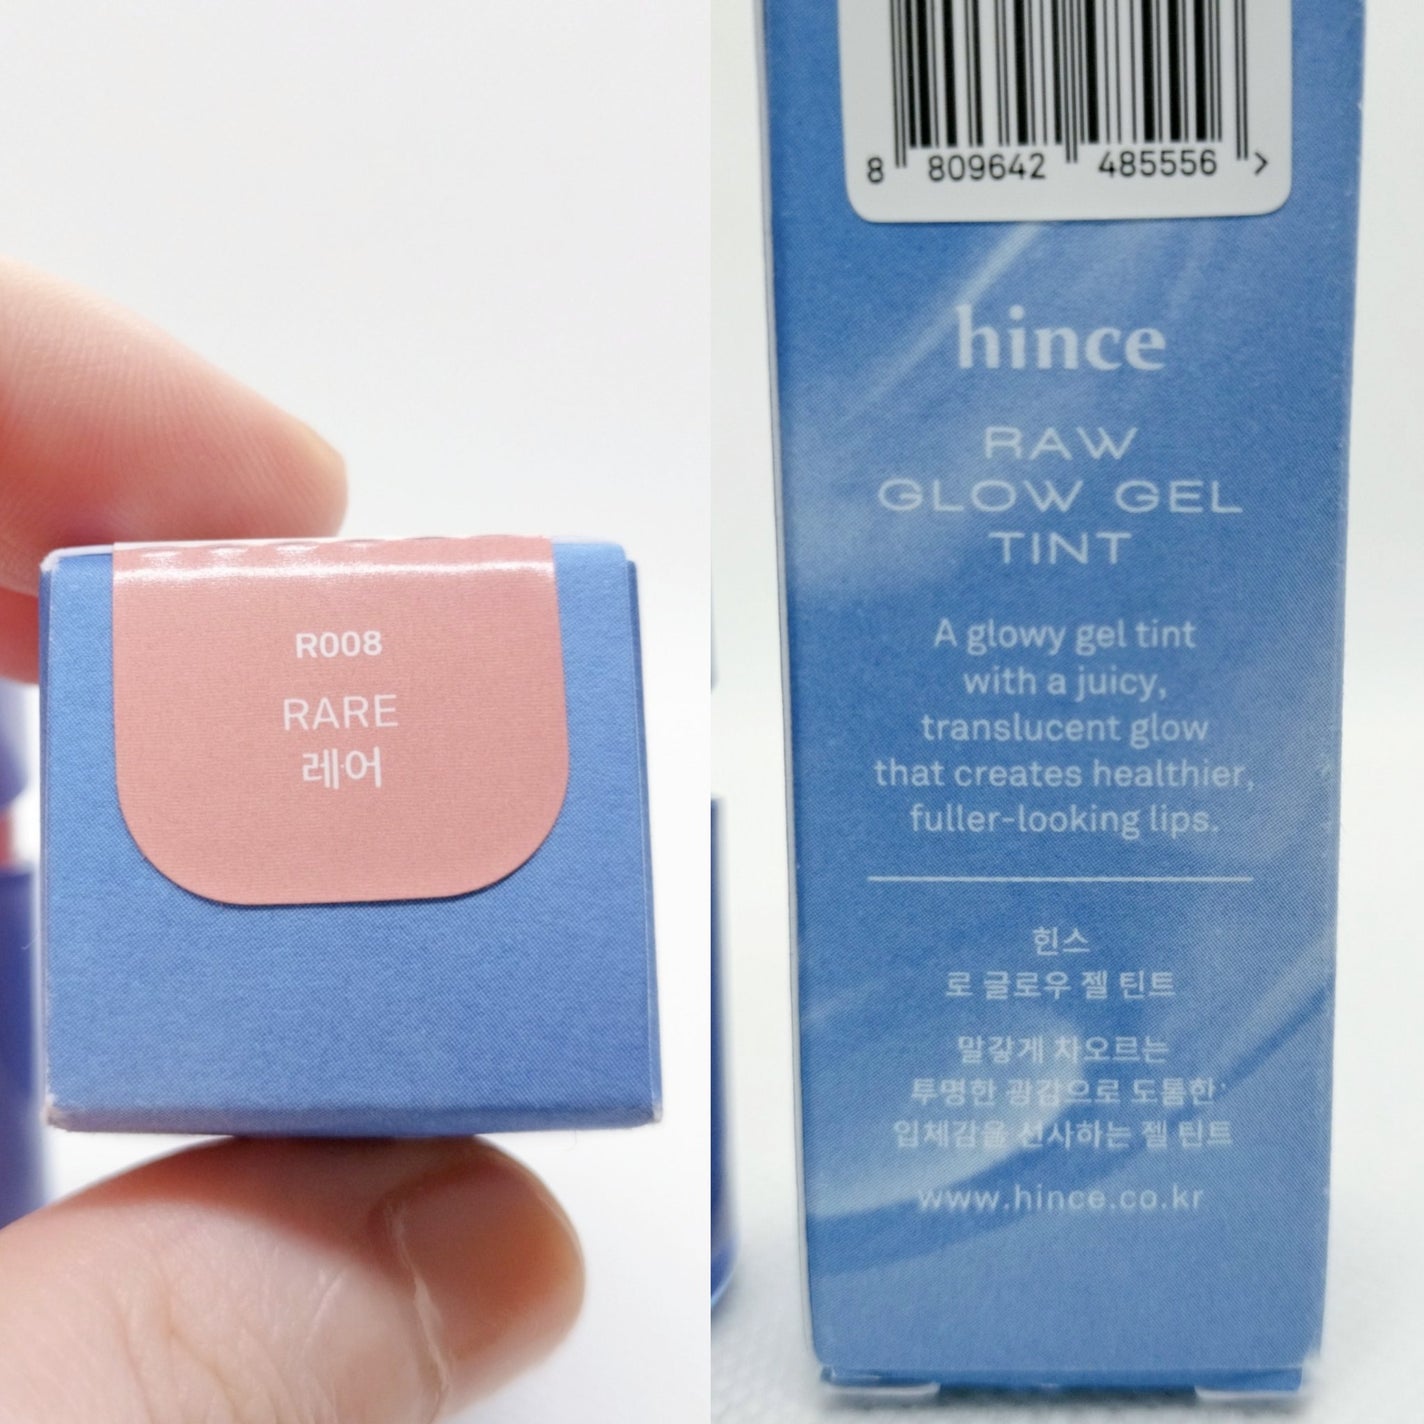 R008
RARE
레어
8 809642 485556 >
hince
RAW
GLOW GEL
TINT
A glowy gel tint
with a juicy,
translucent glow
that creates healthier,
fuller-looking lips.
힌스
로 글로우 젤 틴트
말갛게 차오르는
투명한 광감으로 도톰한
입체감을 선사하는 젤 틴트
www.hince.co.kr